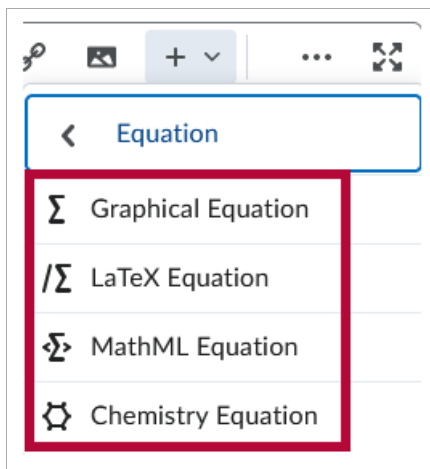 Equation
Graphical Equation
LaTeX Equation
MathML Equation
Chemistry Equation